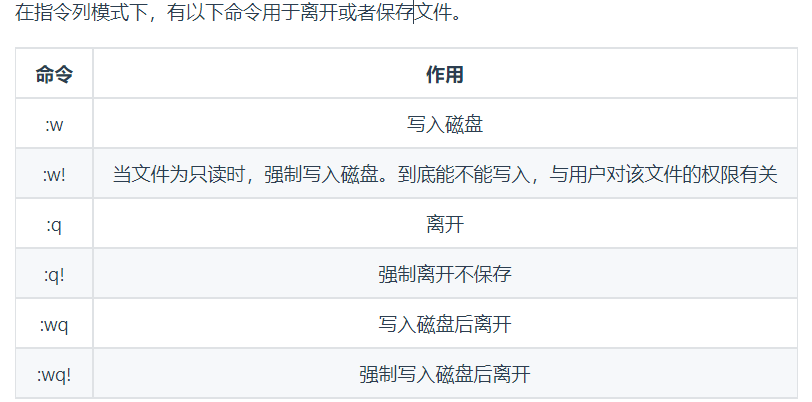 在指令列模式下，有以下命令用于离开或者保存文件。
命令 作用
:w 写入磁盘
:w! 当文件为只读时，强制写入磁盘。到底能不能写入，与用户对该文件的权限有关
:q 离开
:q! 强制离开不保存
:wq 写入磁盘后离开
:wq! 强制写入磁盘后离开